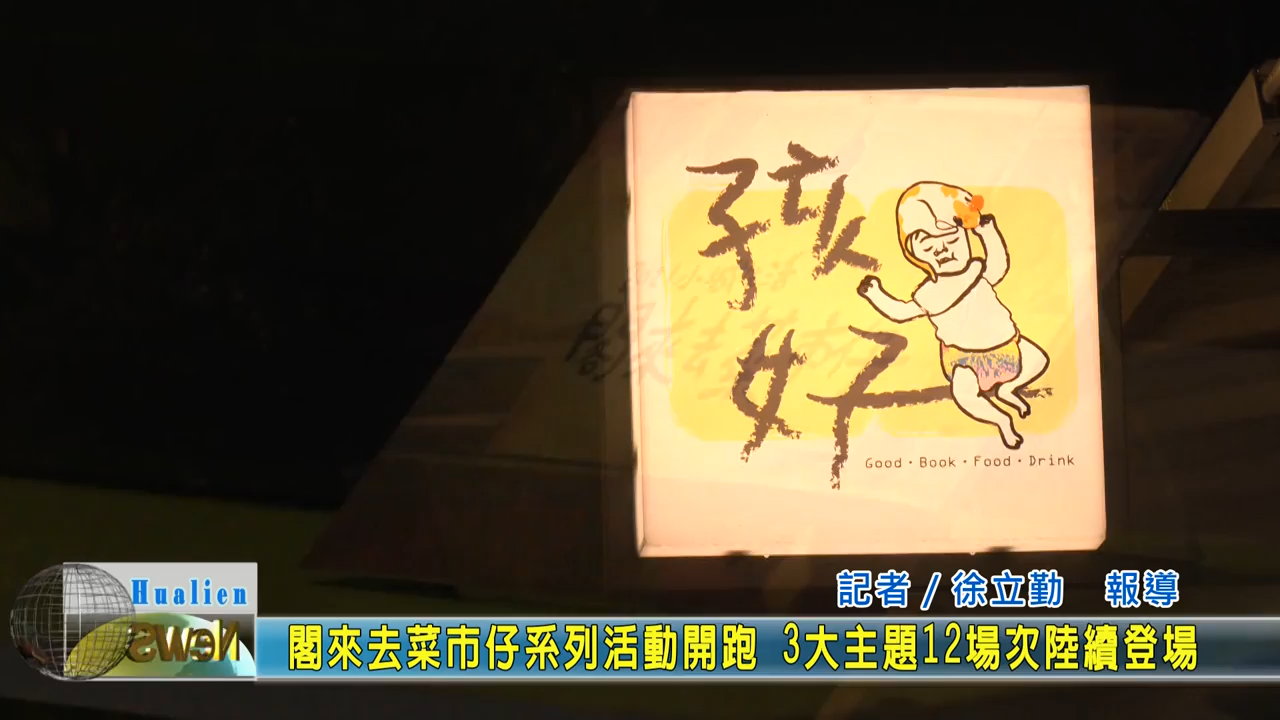 孩
好
Good・Book・Food・Drink
記者/徐立勤 報導
Hualien
News
閣來去菜市仔系列活動開跑 3大主題12場次陸續登場